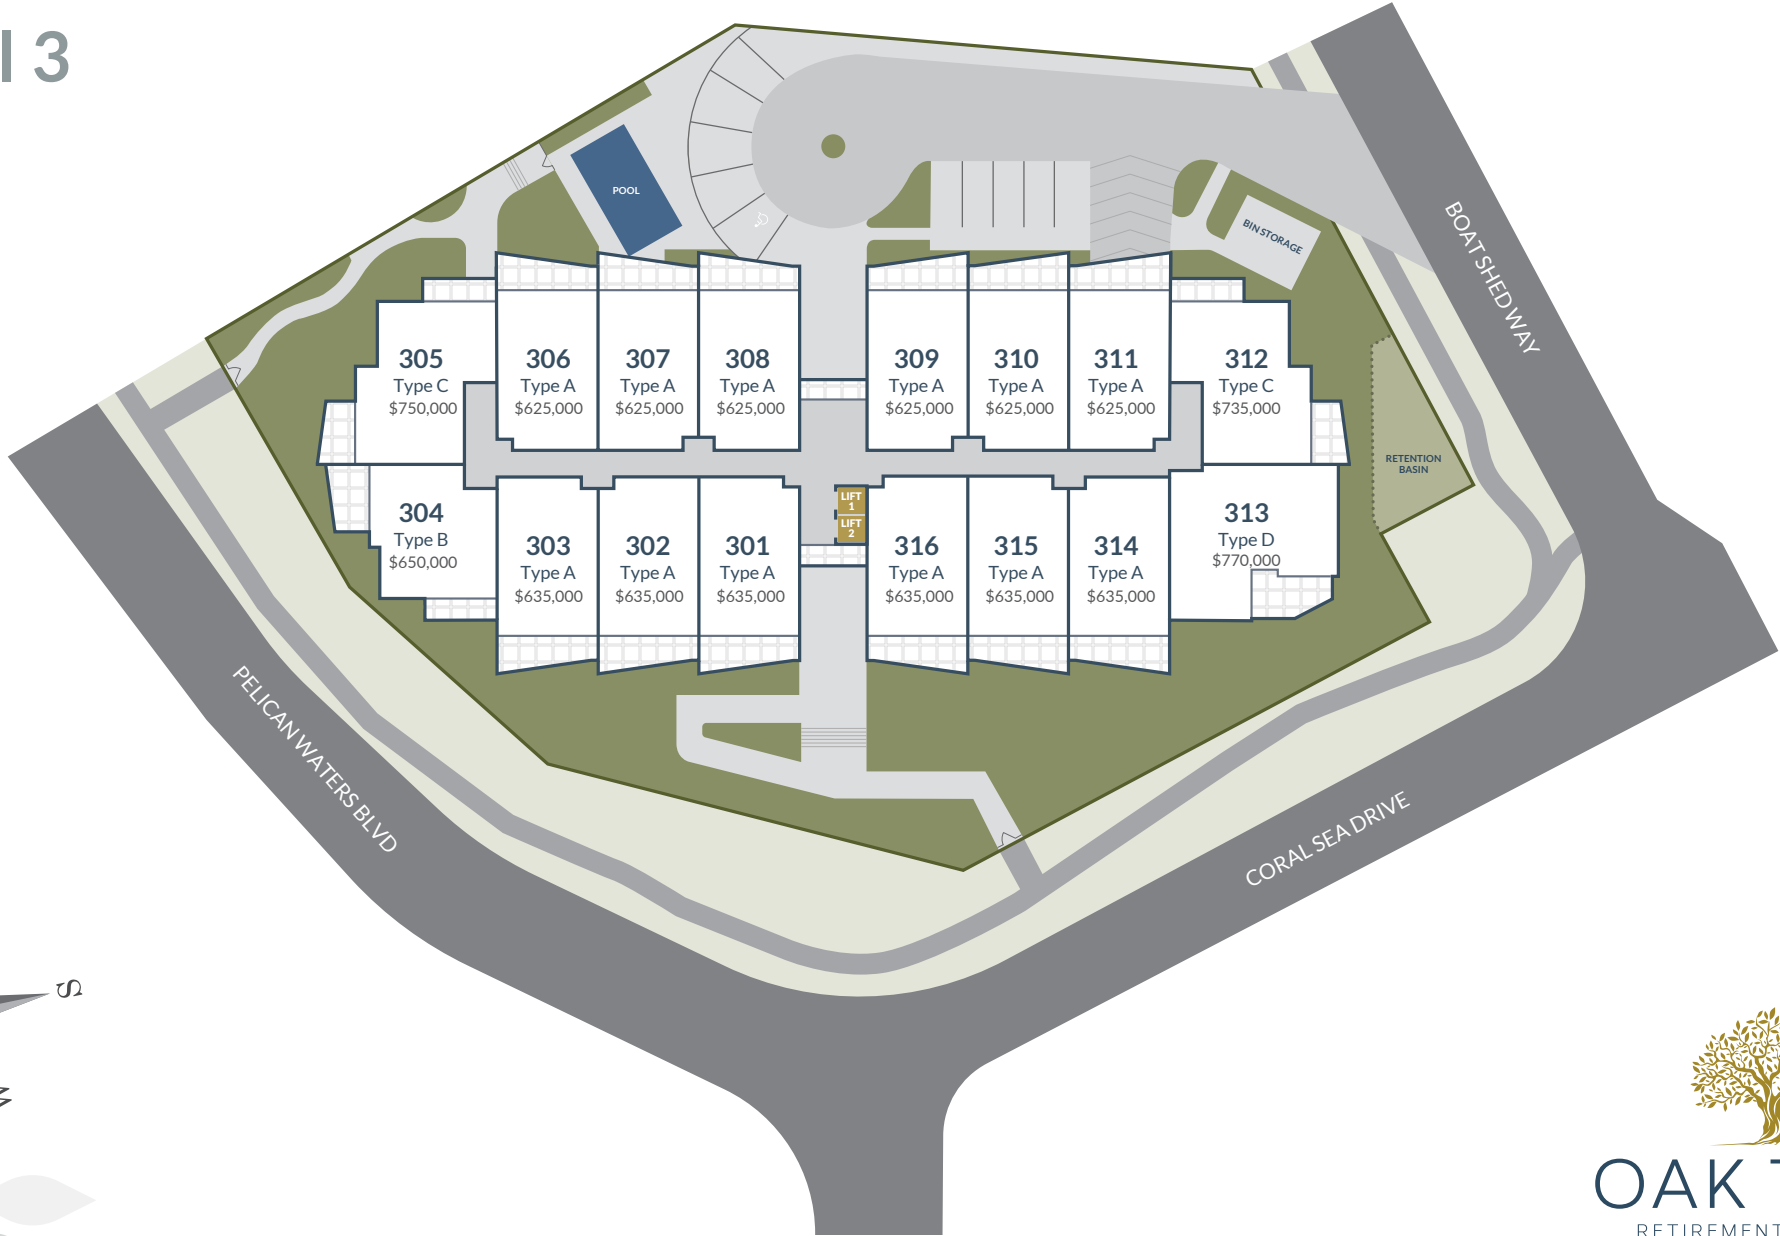 l 3
POOL
BIN STORAGE
BOAT SHED WAY
305
Type C
$750,000
306
Type A
$625,000
307
Type A
$625,000
308
Type A
$625,000
309
Type A
$625,000
310
Type A
$625,000
311
Type A
$625,000
312
Type C
$735,000
RETENTION
BASIN
304
Type B
$650,000
303
Type A
$635,000
302
Type A
$635,000
301
Type A
$635,000
LIFT
1
LIFT
2
316
Type A
$635,000
315
Type A
$635,000
314
Type A
$635,000
313
Type D
$770,000
PELICAN WATERS BLVD
CORAL SEA DRIVE
S
OAK T
RETIREMENT